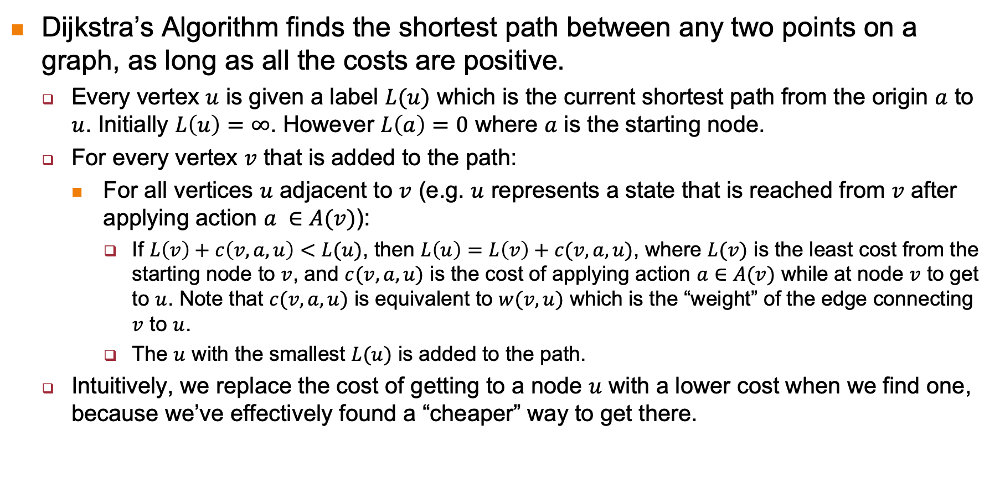 Dijkstra’s Algorithm finds the shortest path between any two points on a
graph, as long as all the costs are positive.
Every vertex 𝑢 is given a label 𝐿(𝑢) which is the current shortest path from the origin 𝑎 to
𝑢. Initially 𝐿(𝑢) = ∞. However 𝐿(𝑎) = 0 where 𝑎 is the starting node.
For every vertex 𝑣 that is added to the path:
For all vertices 𝑢 adjacent to 𝑣 (e.g. 𝑢 represents a state that is reached from 𝑣 after
applying action 𝑎 ∈ 𝐴(𝑣)):
If 𝐿(𝑣) + 𝑐(𝑣, 𝑎, 𝑢) < 𝐿(𝑢), then 𝐿(𝑢) = 𝐿(𝑣) + 𝑐(𝑣, 𝑎, 𝑢), where 𝐿(𝑣) is the least cost from the
starting node to 𝑣, and 𝑐(𝑣, 𝑎, 𝑢) is the cost of applying action 𝑎 ∈ 𝐴(𝑣) while at node 𝑣 to get
to 𝑢. Note that 𝑐(𝑣, 𝑎, 𝑢) is equivalent to 𝑤(𝑣, 𝑢) which is the “weight” of the edge connecting
𝑣 to 𝑢.
The 𝑢 with the smallest 𝐿(𝑢) is added to the path.
Intuitively, we replace the cost of getting to a node 𝑢 with a lower cost when we find one,
because we’ve effectively found a “cheaper” way to get there.